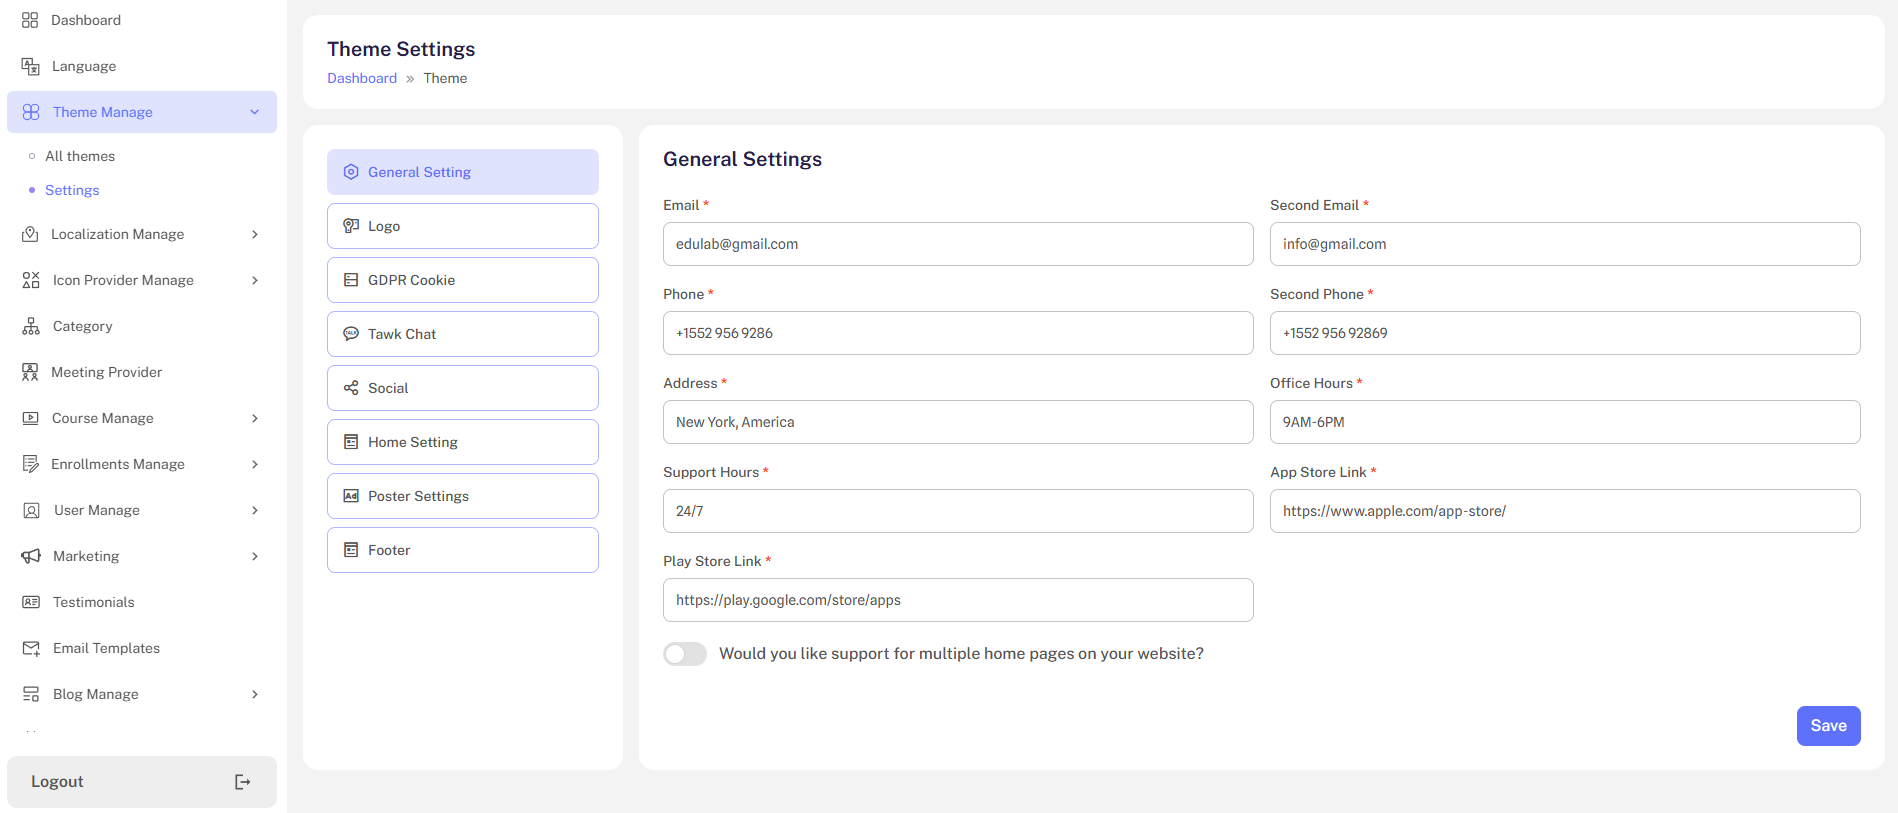 Dashboard
Language
Theme Manage
All themes
Settings
Localization Manage
Icon Provider Manage
Category
Meeting Provider
Course Manage
Enrollments Manage
User Manage
Marketing
Testimonials
Email Templates
Blog Manage
Logout
Theme Settings
Dashboard » Theme
General Setting
Logo
GDPR Cookie
TALK
Tawk Chat
Social
Home Setting
Ad
Poster Settings
Footer
General Settings
Email *
edulab@gmail.com
Second Email *
info@gmail.com
Phone *
+1552 956 9286
Second Phone *
+1552 956 92869
Address *
New York, America
Office Hours *
9AM-6PM
Support Hours *
24/7
App Store Link *
https://www.apple.com/app-store/
Play Store Link *
https://play.google.com/store/apps
Would you like support for multiple home pages on your website?
Save